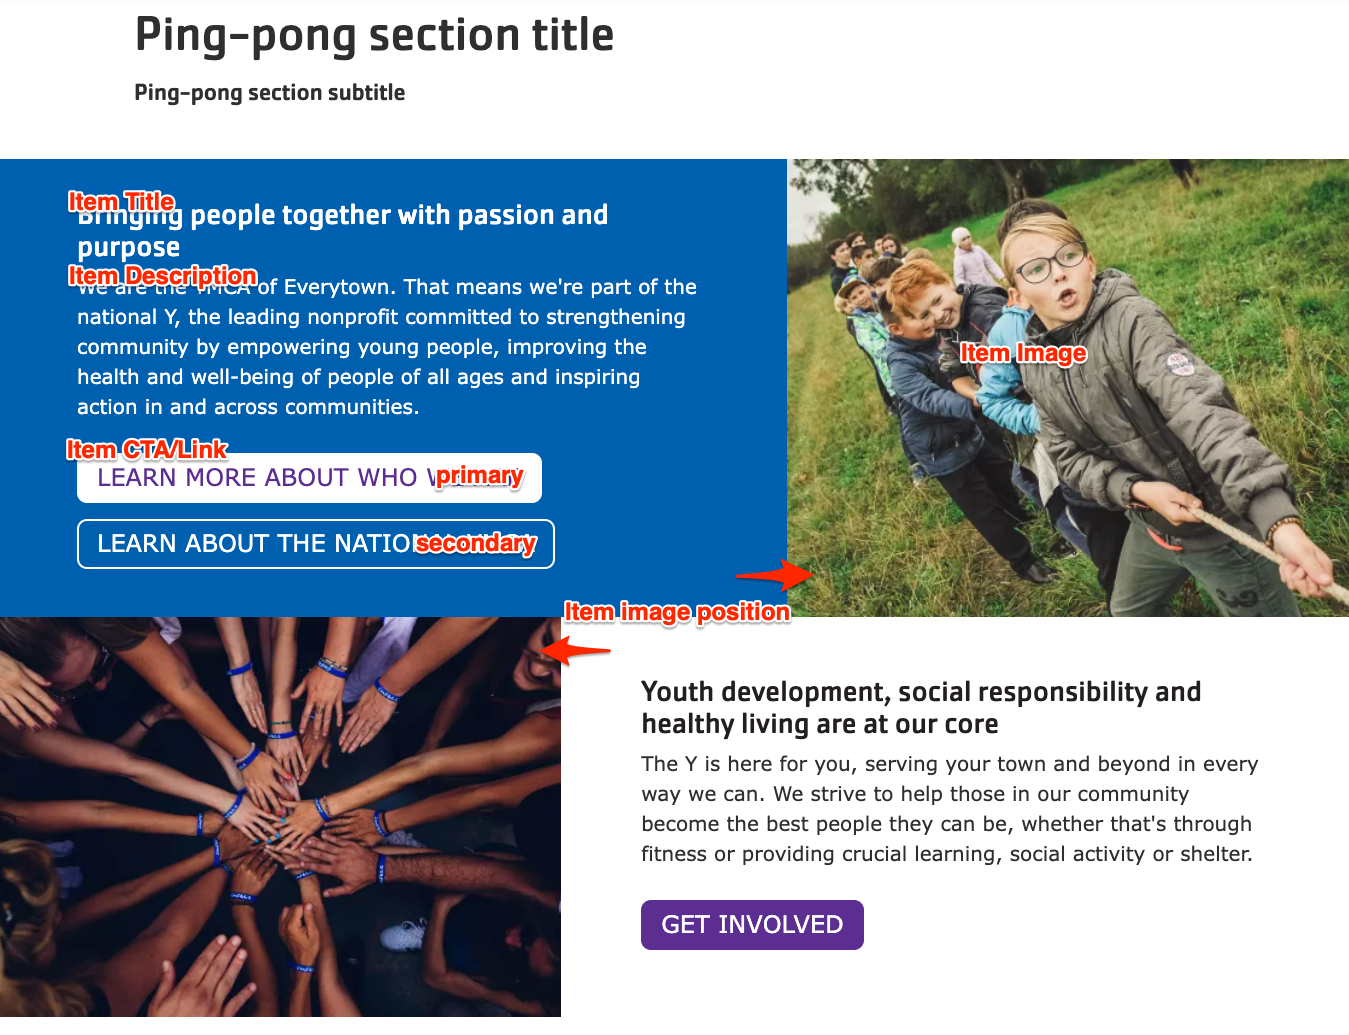 Ping-pong section title
Ping-pong section subtitle
Item Title
Bringing people together with passion and
purpose
Item Description
We are the YMCA of Everytown. That means we're part of the
national Y, the leading nonprofit committed to strengthening
community by empowering young people, improving the
health and well-being of people of all ages and inspiring
action in and across communities.
Item CTA/Link
LEARN MORE ABOUT WHO
primary
LEARN ABOUT THE
secondary
Item Image
Item image position
Youth development, social responsibility and
healthy living are at our core
The Y is here for you, serving your town and beyond in every
way we can. We strive to help those in our community
become the best people they can be, whether that's through
fitness or providing crucial learning, social activity or shelter.
GET INVOLVED